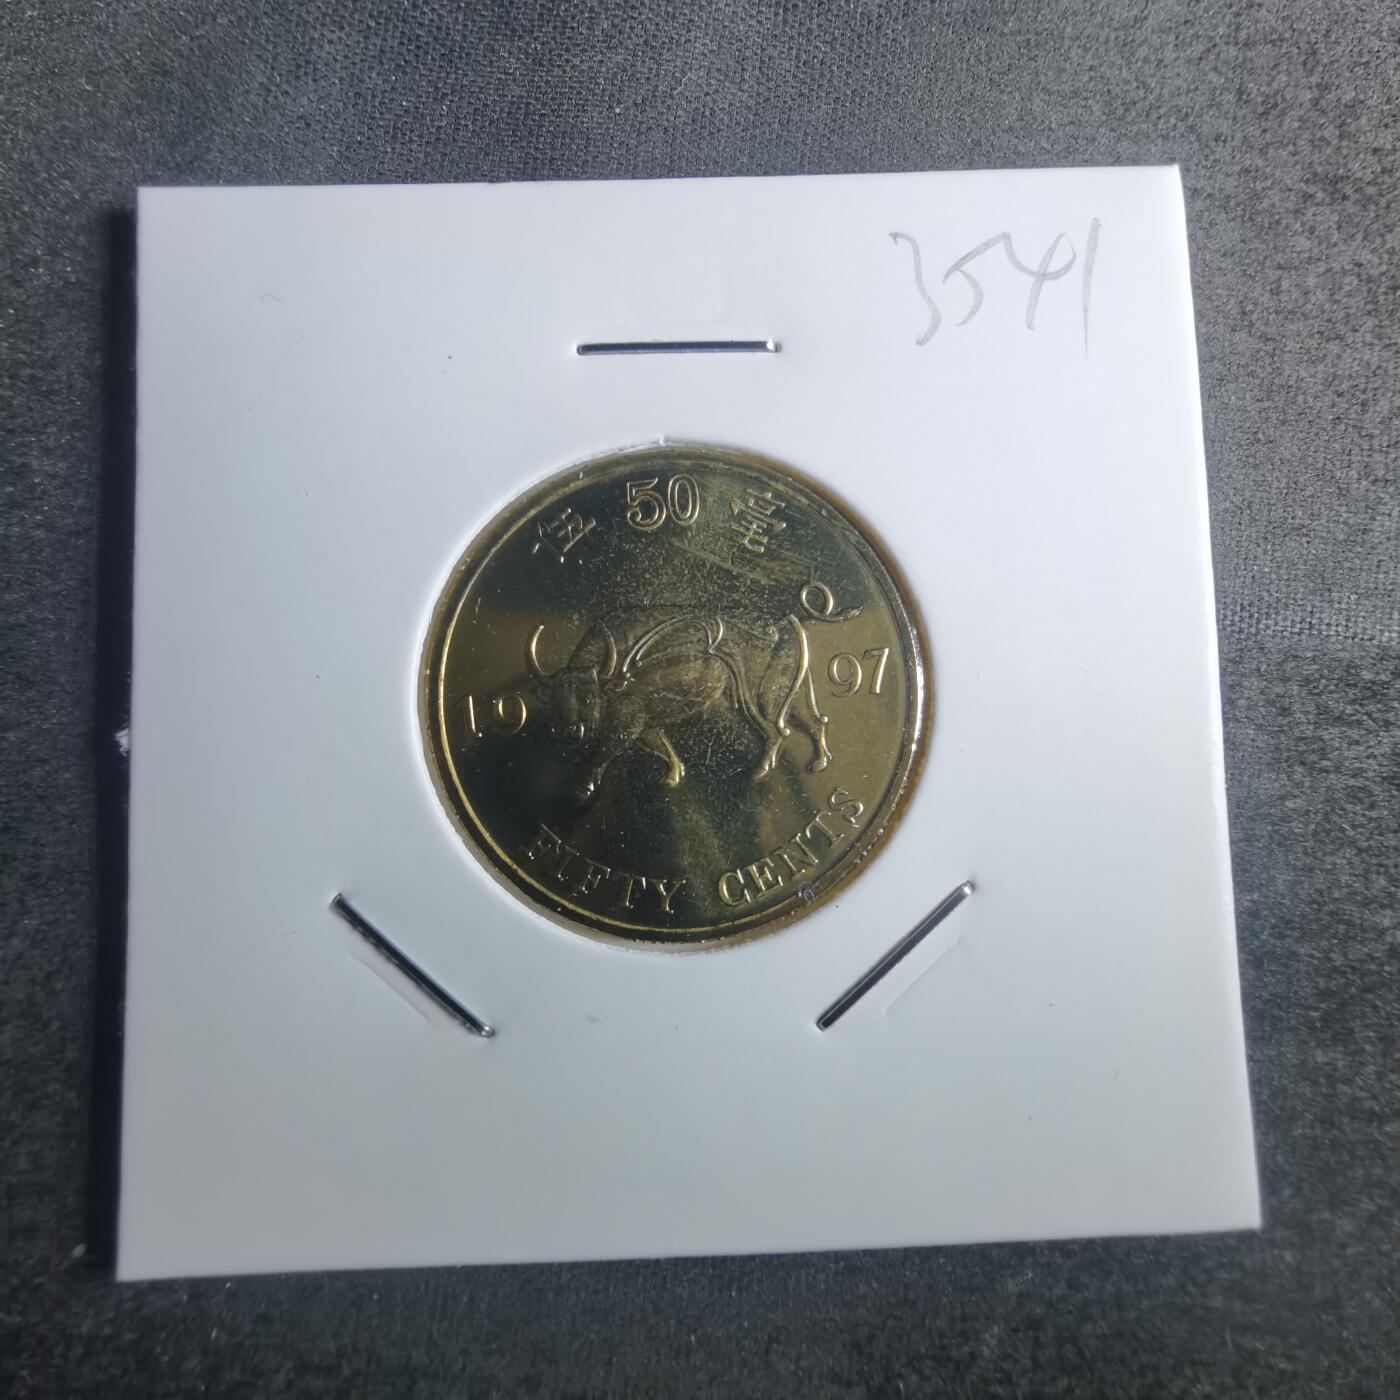 3541
伍 50 毫
19 97
FIFTY CENTS